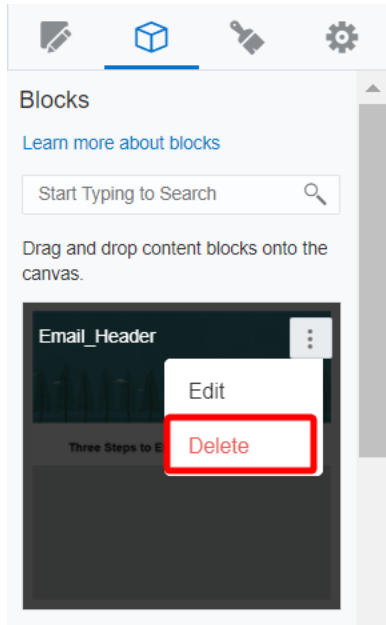 Blocks
Learn more about blocks
Start Typing to Search
Drag and drop content blocks onto the
canvas.
Email_Header
Edit
Three Steps to E
Delete